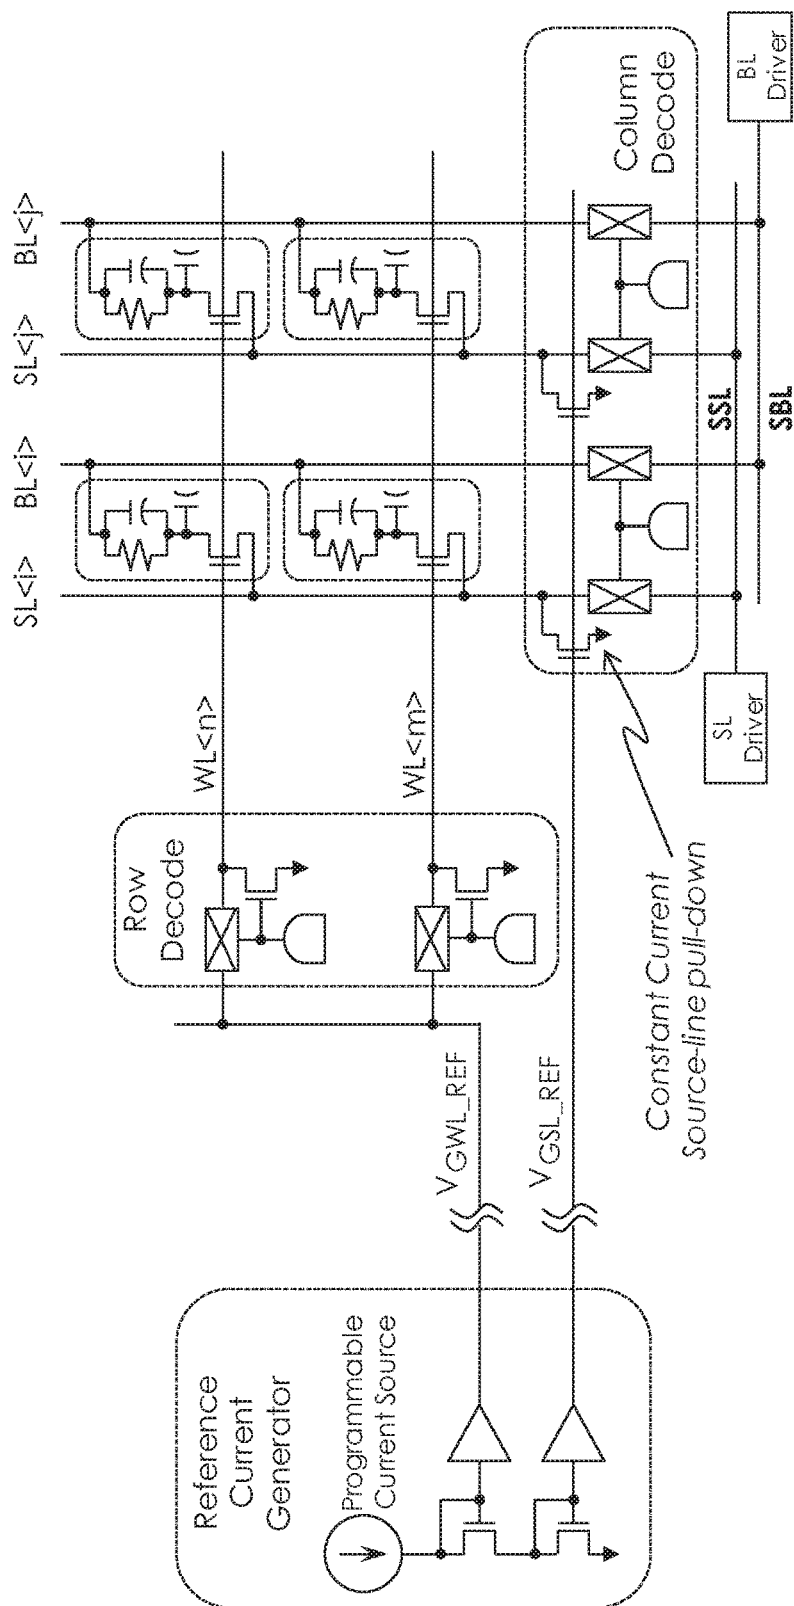 Reference
Current
Generator
Programmable
Current Source
V_GWL_REF
V_GSL_REF
Row
Decode
WL<n>
WL<m>
SL<i>
BL<i>
SL<j>
BL<j>
Column
Decode
Constant Current
Source-line pull-down
SSL
SBL
SL
Driver
BL
Driver